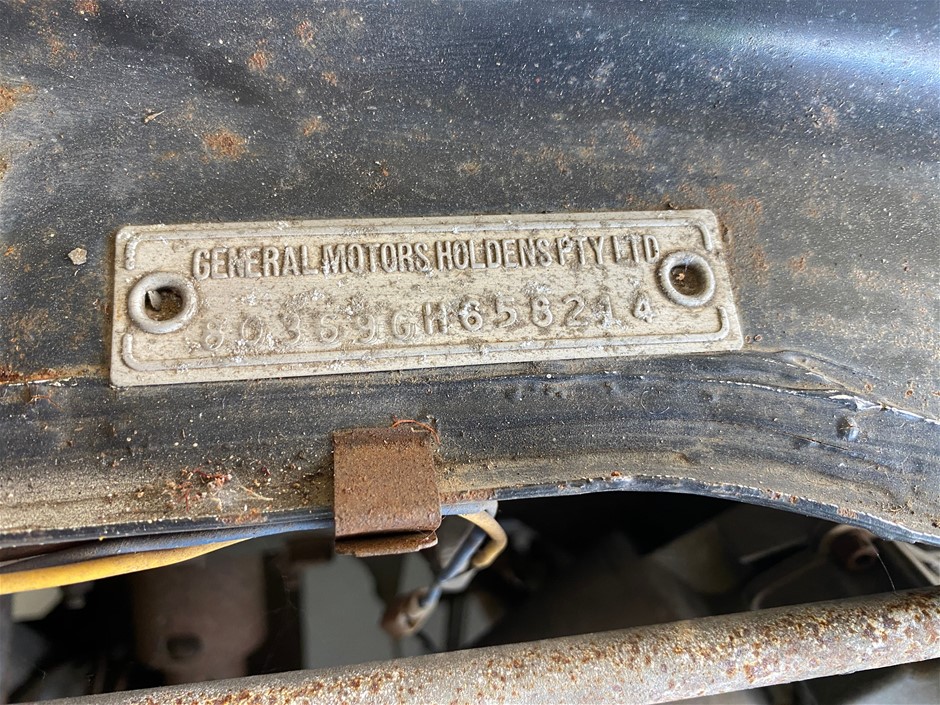 GENERAL MOTORS HOLDENS PTY LTD
80369GH658214